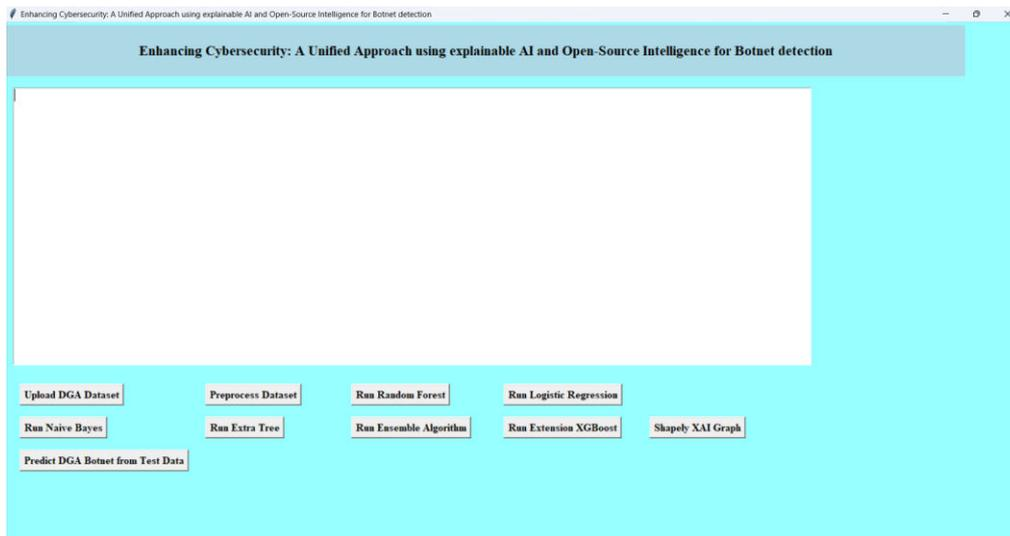 Enhancing Cybersecurity: A Unified Approach using explainable AI and Open-Source Intelligence for Botnet detection
Enhancing Cybersecurity: A Unified Approach using explainable AI and Open-Source Intelligence for Botnet detection
Upload DGA Dataset
Preprocess Dataset
Run Random Forest
Run Logistic Regression
Run Naive Bayes
Run Extra Tree
Run Ensemble Algorithm
Run Extension XGBoost
Shapely XAI Graph
Predict DGA Botnet from Test Data